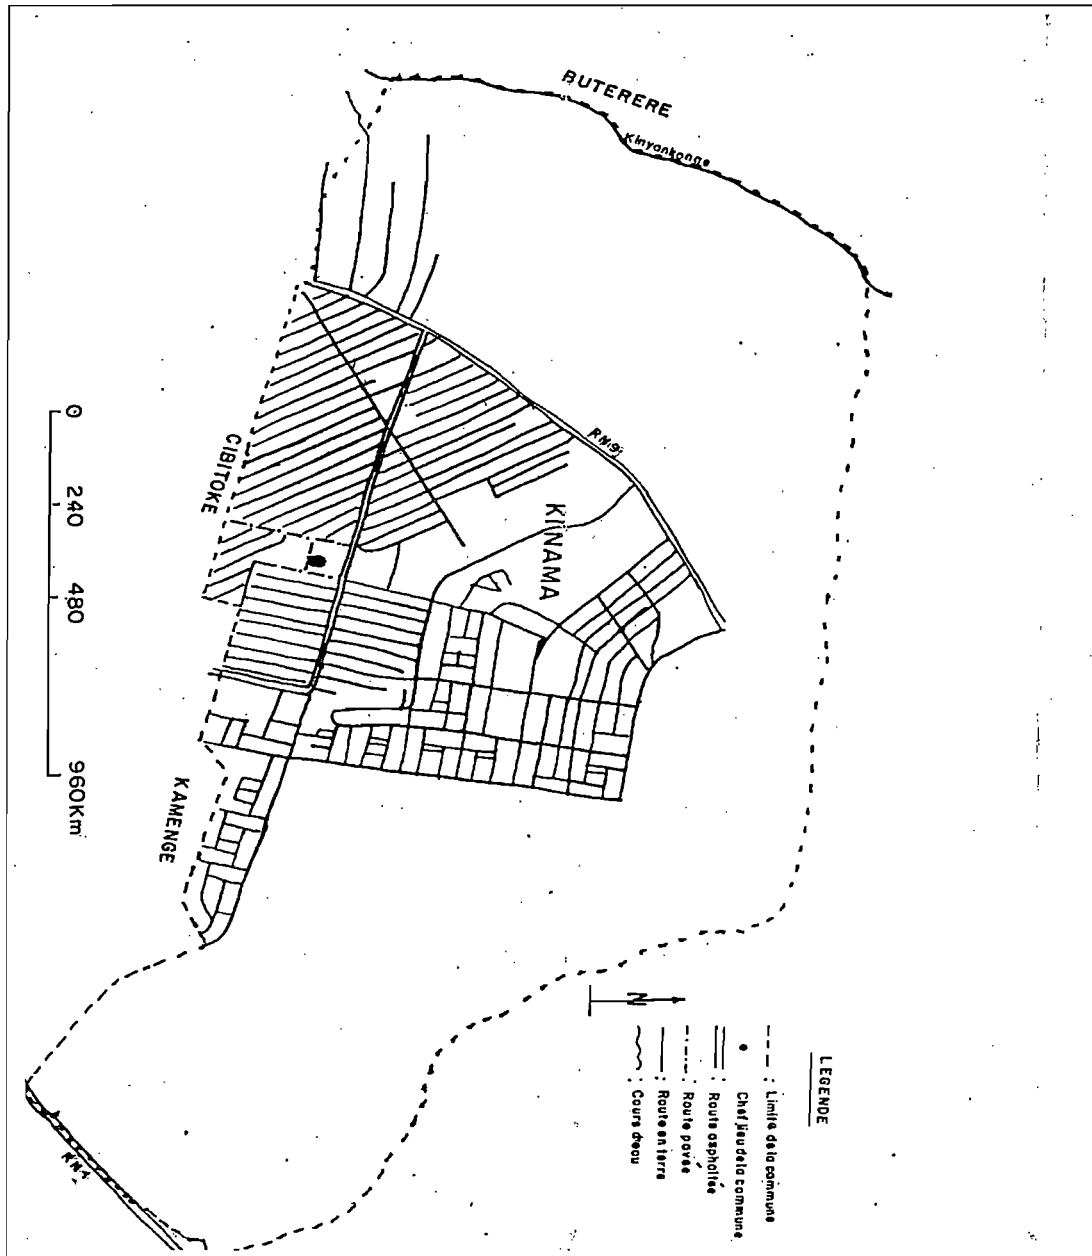 BUTERERE
Kinyankonge
RN9
KINAMA
CIBITOKE
KAMENGE
0 240 480 960Km
N
LEGENDE
: Limite de la commune
Chef lieu de la commune
: Route asphaltée
: Route pavée
: Route en terre
: Cours d'eau